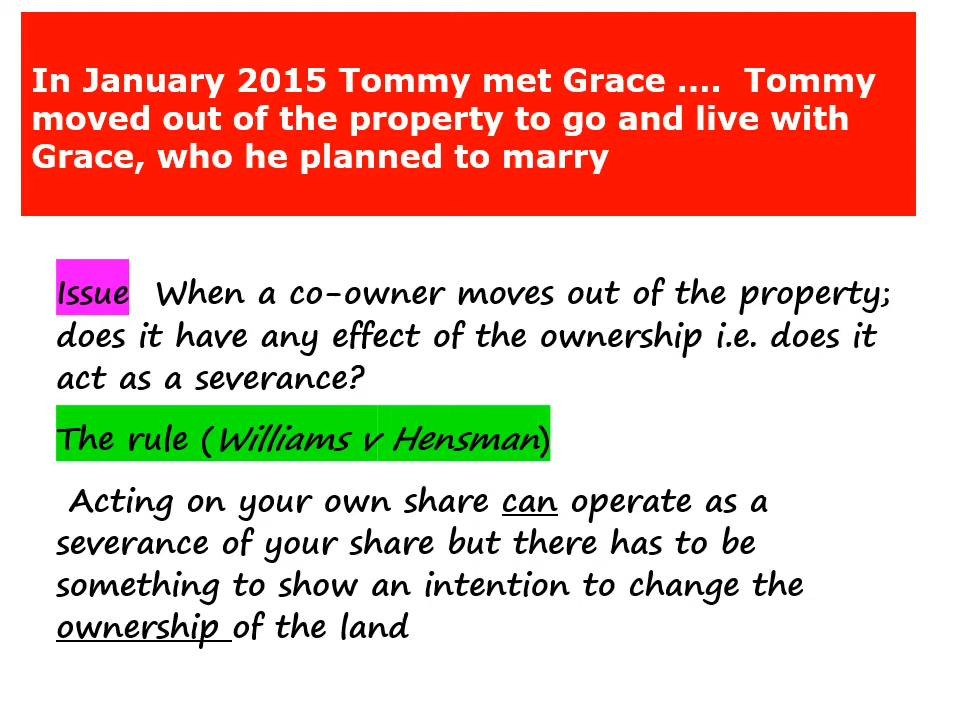 In January 2015 Tommy met Grace ....  Tommy
moved out of the property to go and live with
Grace, who he planned to marry
Issue  When a co-owner moves out of the property;
does it have any effect of the ownership i.e. does it
act as a severance?
The rule (Williams v Hensman)
Acting on your own share can operate as a
severance of your share but there has to be
something to show an intention to change the
ownership of the land